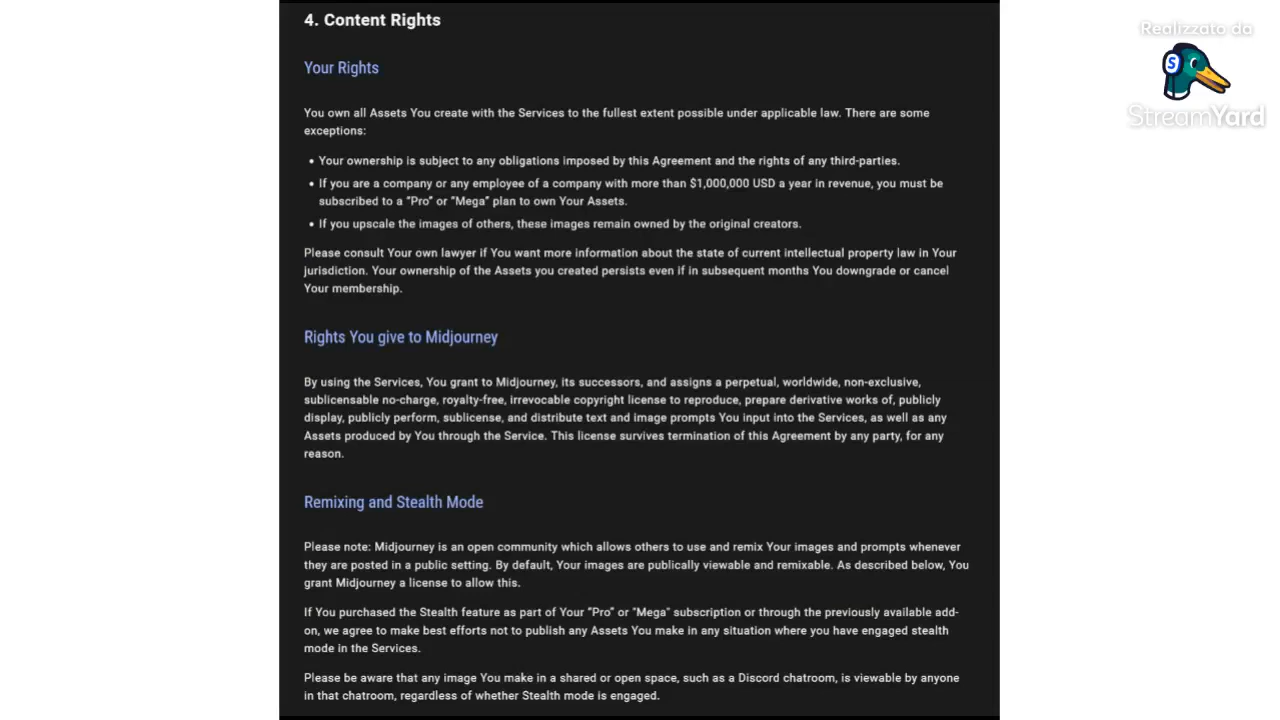 4. Content Rights
Your Rights
You own all Assets You create with the Services to the fullest extent possible under applicable law. There are some
exceptions:
• Your ownership is subject to any obligations imposed by this Agreement and the rights of any third-parties.
• If you are a company or any employee of a company with more than $1,000,000 USD a year in revenue, you must be
subscribed to a “Pro” or “Mega” plan to own Your Assets.
• If you upscale the images of others, these images remain owned by the original creators.
Please consult Your own lawyer if You want more information about the state of current intellectual property law in Your
jurisdiction. Your ownership of the Assets you created persists even if in subsequent months You downgrade or cancel
Your membership.
Rights You give to Midjourney
By using the Services, You grant to Midjourney, its successors, and assigns a perpetual, worldwide, non-exclusive,
sublicensable no-charge, royalty-free, irrevocable copyright license to reproduce, prepare derivative works of, publicly
display, publicly perform, sublicense, and distribute text and image prompts You input into the Services, as well as any
Assets produced by You through the Service. This license survives termination of this Agreement by any party, for any
reason.
Remixing and Stealth Mode
Please note: Midjourney is an open community which allows others to use and remix Your images and prompts whenever
they are posted in a public setting. By default, Your images are publically viewable and remixable. As described below, You
grant Midjourney a license to allow this.
If You purchased the Stealth feature as part of Your “Pro” or "Mega" subscription or through the previously available add-
on, we agree to make best efforts not to publish any Assets You make in any situation where you have engaged stealth
mode in the Services.
Please be aware that any image You make in a shared or open space, such as a Discord chatroom, is viewable by anyone
in that chatroom, regardless of whether Stealth mode is engaged.
Realizzato da
S
StreamYard